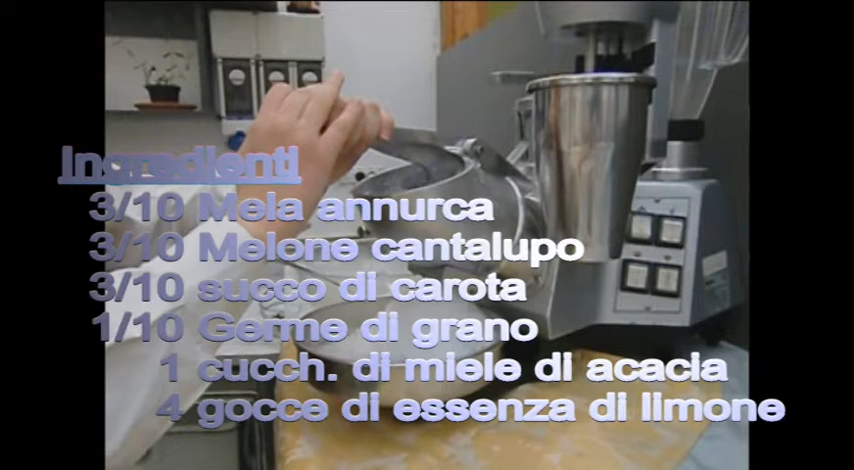 Ingredienti
3/10 Mela annurca
3/10 Melone cantalupo
3/10 succo di carota
1/10 Germe di grano
1 cucch. di miele di acacia
4 gocce di essenza di limone